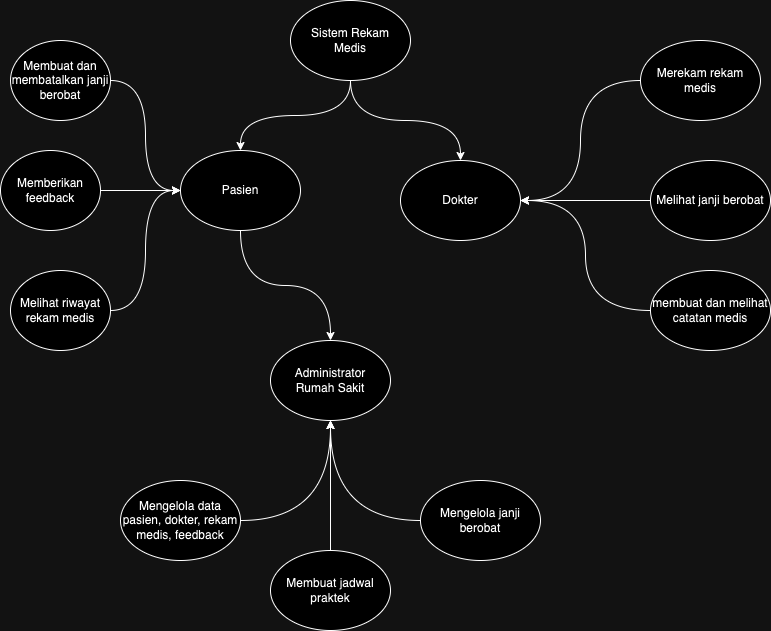 Sistem Rekam
Medis
Membuat dan
membatalkan janji
berobat
Merekam rekam
medis
Memberikan
feedback
Pasien
Dokter
Melihat janji berobat
Melihat riwayat
rekam medis
membuat dan melihat
catatan medis
Administrator
Rumah Sakit
Mengelola data
pasien, dokter, rekam
medis, feedback
Mengelola janji
berobat
Membuat jadwal
praktek